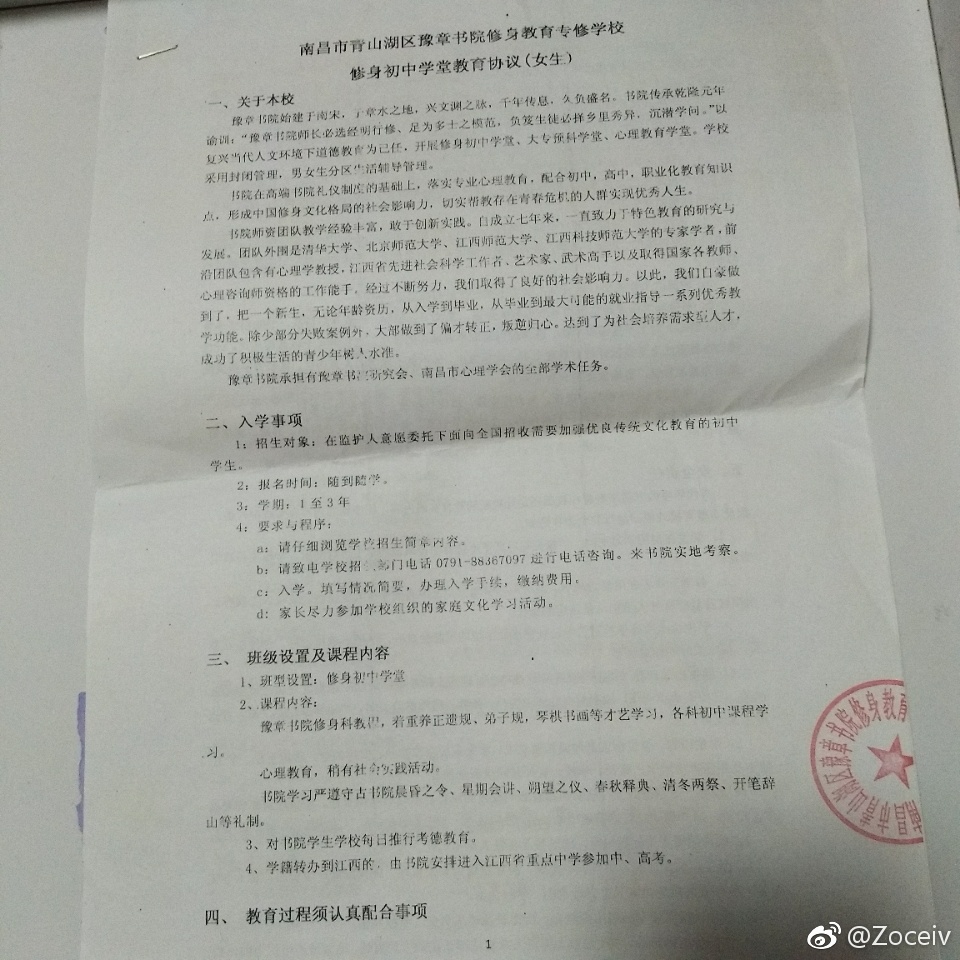 南昌市青山湖区豫章书院修身教育专修学校
修身初中学堂教育协议(女生)
一、关于本校
豫章书院始建于南宋,于章水之地,兴文渊之脉,千年传息,久负盛名。书院传承乾隆元年
谕训:“豫章书院师长必选经明行修、足为多士之模范,负笈生徒必择乡里秀异,沉潜学问。”以
复兴当代人文环境下道德教育为己任,开展修身初中学堂、大专预科学堂、心理教育学堂。学校
采用封闭管理,男女生分区生活辅导管理。
书院在高端书院礼仪制度的基础上,落实专业心理教育,配合初中,高中,职业化教育知识
点,形成中国修身文化格局的社会影响力,切实帮教存在青春危机的人群实现优秀人生。
书院师资团队教学经验丰富,敢于创新实践。自成立七年来,一直致力于特色教育的研究与
发展。团队外围是清华大学、北京师范大学、江西师范大学、江西科技师范大学的专家学者,前
沿团队包含有心理学教授,江西省先进社会科学工作者、艺术家、武术高手以及取得国家各教师、
心理咨询师资格的工作能手。经过不断努力,我们取得了良好的社会影响力。以此,我们自豪做
到了,把一个新生,无论年龄资历,从入学到毕业,从毕业到最大可能的就业指导一系列优秀教
学功能。除少部分失败案例外,大部做到了偏才转正,叛逆归心。达到了为社会培养需求型人才,
成功了积极生活的青少年树人水准。
豫章书院承担有豫章书院研究会、南昌市心理学会的全部学术任务。
二、入学事项
1:招生对象:在监护人意愿委托下面向全国招收需要加强优良传统文化教育的初中
学生。
2:报名时间:随到随学。
3:学期:1至3年
4:要求与程序:
a:请仔细浏览学校招生简章内容。
b:请致电学校招生部门电话0791-88367097进行电话咨询。来书院实地考察。
c:入学。填写情况简要,办理入学手续,缴纳费用。
d:家长尽力参加学校组织的家庭文化学习活动。
三、班级设置及课程内容
1、班型设置:修身初中学堂
2、课程内容:
豫章书院修身科教程,着重养正遗规、弟子规,琴棋书画等才艺学习,各科初中课程学
习。
心理教育,稍有社会实践活动。
书院学习严遵守古书院晨昏之令、星期会讲、朔望之仪、春秋释典、清冬两祭、开笔辞
山等礼制。
3、对书院学生学校每日推行考德教育。
4、学籍转办到江西的,由书院安排进入江西省重点中学参加中、高考。
四、教育过程须认真配合事项
1
南昌市青山湖区豫章书院修身教育
@Zoceiv